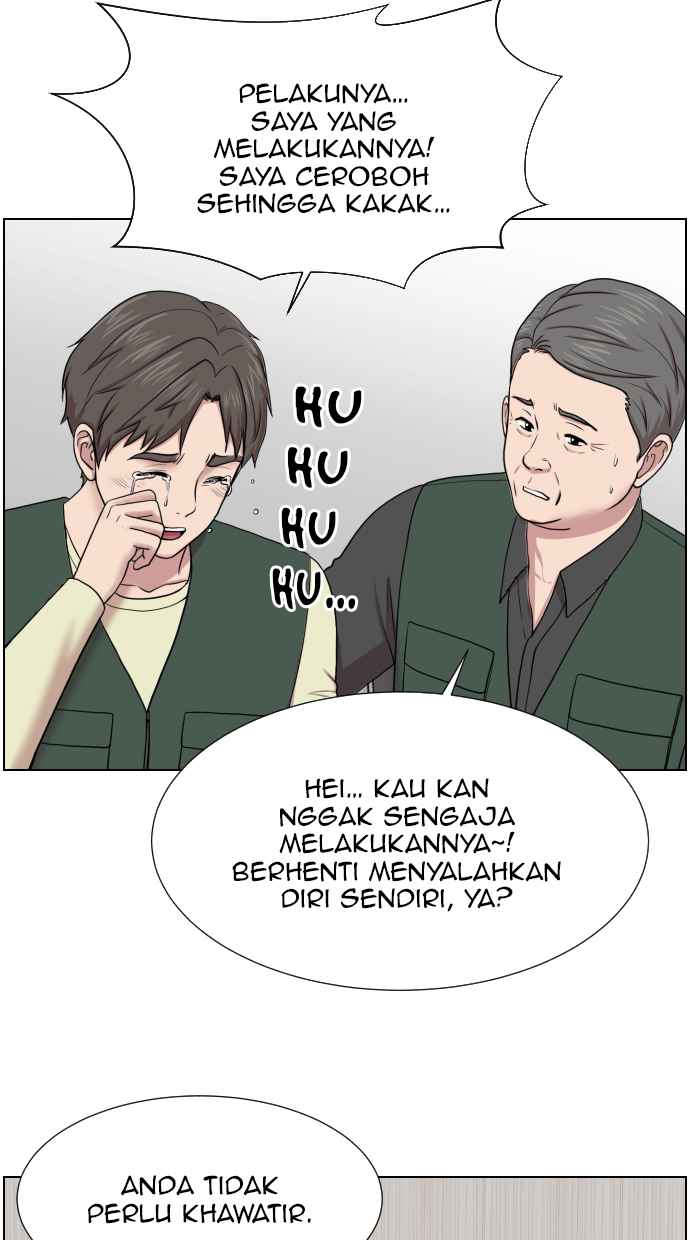 PELAKUNYA...
SAYA YANG
MELAKUKANNYA!
SAYA CEROBOH
SEHINGGA KAKAK...
HU
HU
HU
HU...
HEI... KAU KAN
NGGAK SENGAJA
MELAKUKANNYA~!
BERHENTI MENYALAHKAN
DIRI SENDIRI, YA?
ANDA TIDAK
PERLU KHAWATIR.